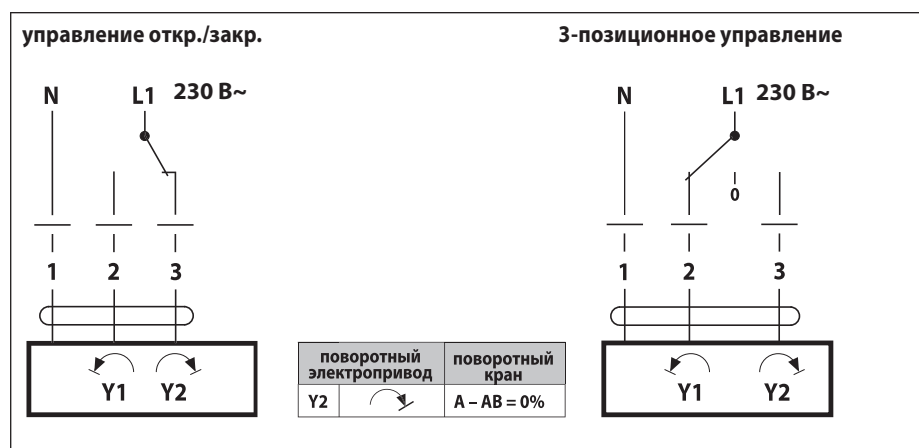 управление откр./закр.
3-позиционное управление
N L1 230 В~
N L1 230 В~
0
1 2 3
1 2 3
Y1 Y2
поворотный электропривод
поворотный кран
Y2 A – AB = 0%
Y1 Y2